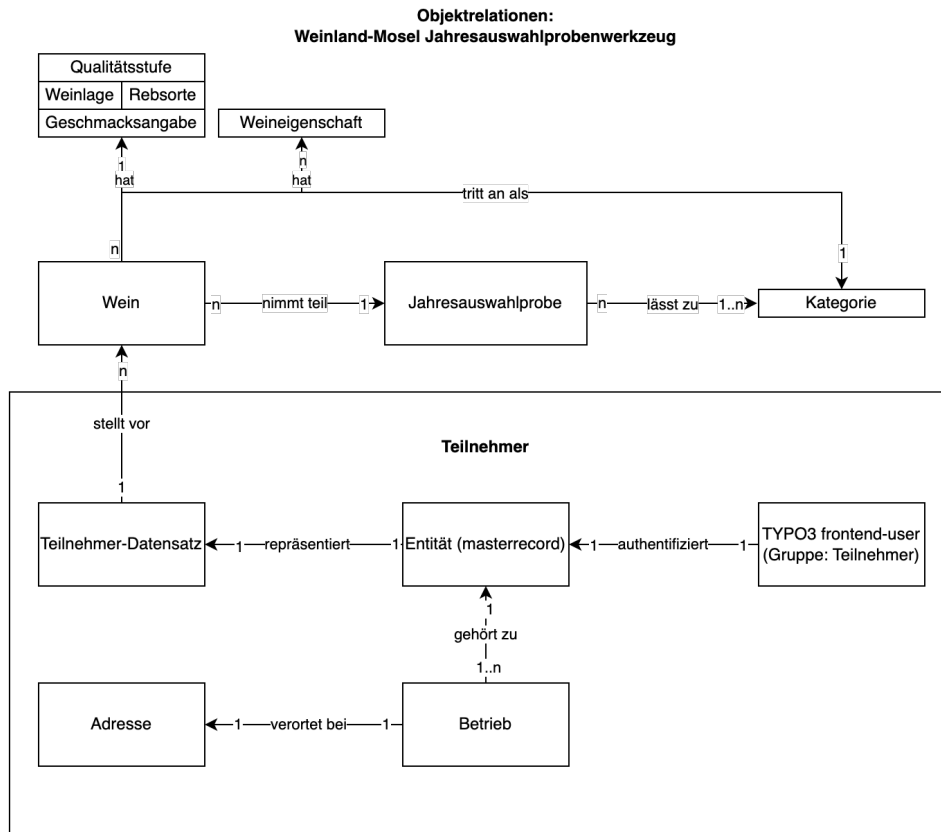 Objektrelationen:
Weinland-Mosel Jahresauswahlprobenwerkzeug
Qualitätsstufe
Weinlage Rebsorte
Geschmacksangabe
Weineigenschaft
1
hat
n
hat
tritt an als
n
1
Wein
n nimmt teil 1
Jahresauswahlprobe
n lässt zu 1..n
Kategorie
n
stellt vor
1
Teilnehmer
Teilnehmer-Datensatz
1 repräsentiert 1
Entität (masterrecord)
1 authentifiziert 1
TYPO3 frontend-user
(Gruppe: Teilnehmer)
1
gehört zu
1..n
Adresse
1 verortet bei 1
Betrieb